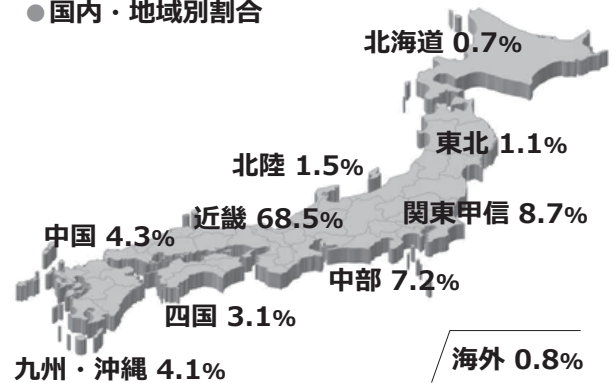 ●国内・地域別割合
北海道 0.7%
東北 1.1%
北陸 1.5%
近畿 68.5%
関東甲信 8.7%
中国 4.3%
中部 7.2%
四国 3.1%
九州・沖縄 4.1%
海外 0.8%